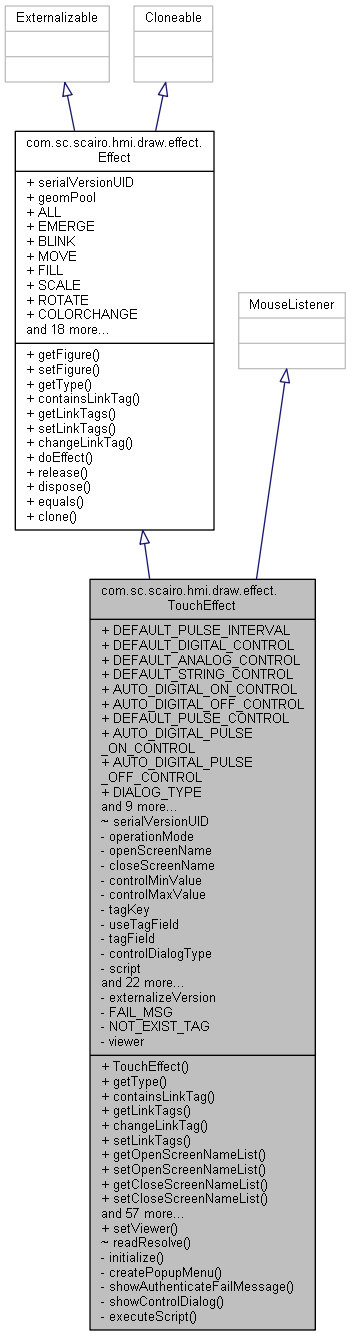 Externalizable
Cloneable
com.sc.scairo.hmi.draw.effect.
Effect
+ serialVersionUID
+ geomPool
+ ALL
+ EMERGE
+ BLINK
+ MOVE
+ FILL
+ SCALE
+ ROTATE
+ COLORCHANGE
and 18 more...
+ getFigure()
+ setFigure()
+ getType()
+ containsLinkTag()
+ getLinkTags()
+ setLinkTags()
+ changeLinkTag()
+ doEffect()
+ release()
+ dispose()
+ equals()
+ clone()
MouseListener
com.sc.scairo.hmi.draw.effect.
TouchEffect
+ DEFAULT_PULSE_INTERVAL
+ DEFAULT_DIGITAL_CONTROL
+ DEFAULT_ANALOG_CONTROL
+ DEFAULT_STRING_CONTROL
+ AUTO_DIGITAL_ON_CONTROL
+ AUTO_DIGITAL_OFF_CONTROL
+ DEFAULT_PULSE_CONTROL
+ AUTO_DIGITAL_PULSE
_ON_CONTROL
+ AUTO_DIGITAL_PULSE
_OFF_CONTROL
+ DIALOG_TYPE
and 9 more...
~ serialVersionUID
- operationMode
- openScreenName
- closeScreenName
- controlMinValue
- controlMaxValue
- tagKey
- useTagField
- tagField
- controlDialogType
- script
and 22 more...
- externalizeVersion
- FAIL_MSG
- NOT_EXIST_TAG
- viewer
+ TouchEffect()
+ getType()
+ containsLinkTag()
+ getLinkTags()
+ changeLinkTag()
+ setLinkTags()
+ getOpenScreenNameList()
+ setOpenScreenNameList()
+ getCloseScreenNameList()
+ setCloseScreenNameList()
and 57 more...
+ setViewer()
~ readResolve()
- initialize()
- createPopupMenu()
- showAuthenticateFailMessage()
- showControlDialog()
- executeScript()